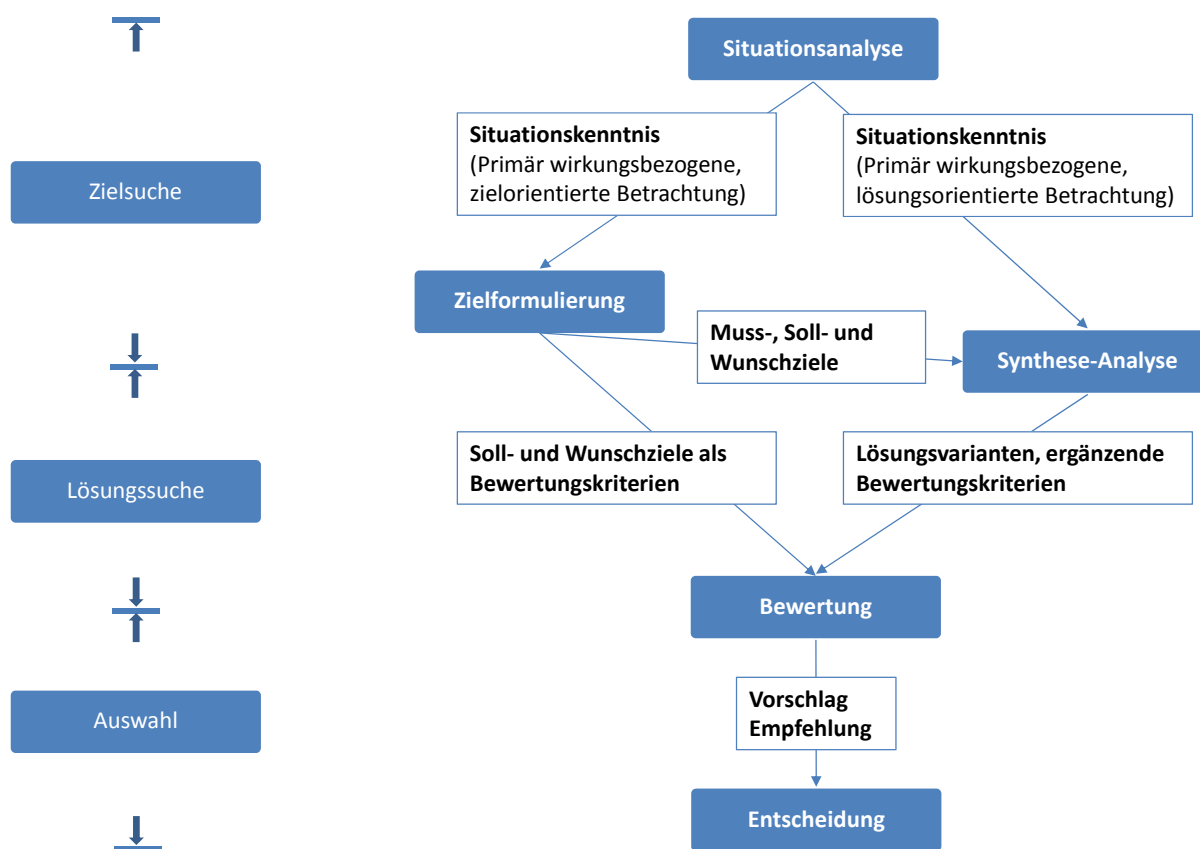 Situationsanalyse
Situationskenntnis
(Primär wirkungsbezogene,
zielorientierte Betrachtung)
Situationskenntnis
(Primär wirkungsbezogene,
lösungsorientierte Betrachtung)
Zielsuche
Zielformulierung
Muss-, Soll- und
Wunschziele
Synthese-Analyse
Soll- und Wunschziele als
Bewertungskriterien
Lösungsvarianten, ergänzende
Bewertungskriterien
Lösungssuche
Bewertung
Vorschlag
Empfehlung
Auswahl
Entscheidung